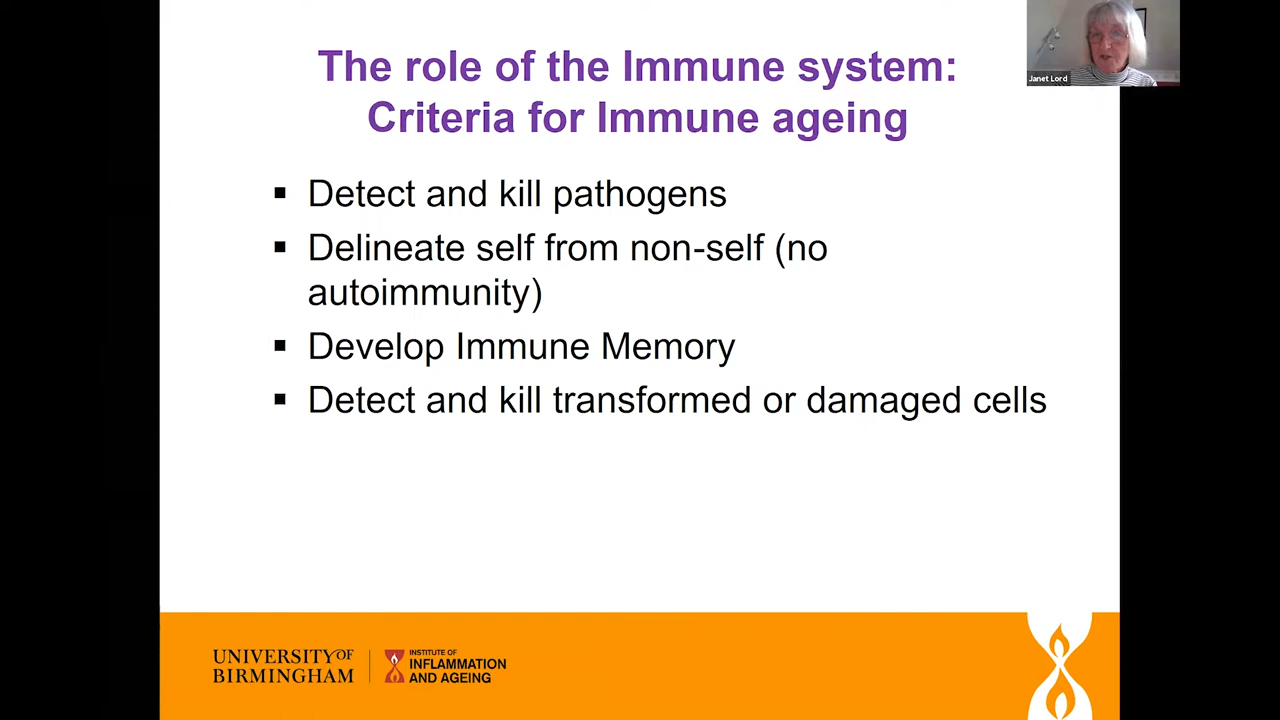 The role of the Immune system:
Criteria for Immune ageing
Janet Lord
▪ Detect and kill pathogens
▪ Delineate self from non-self (no
autoimmunity)
▪ Develop Immune Memory
▪ Detect and kill transformed or damaged cells
UNIVERSITY OF
BIRMINGHAM
INSTITUTE OF
INFLAMMATION
AND AGEING